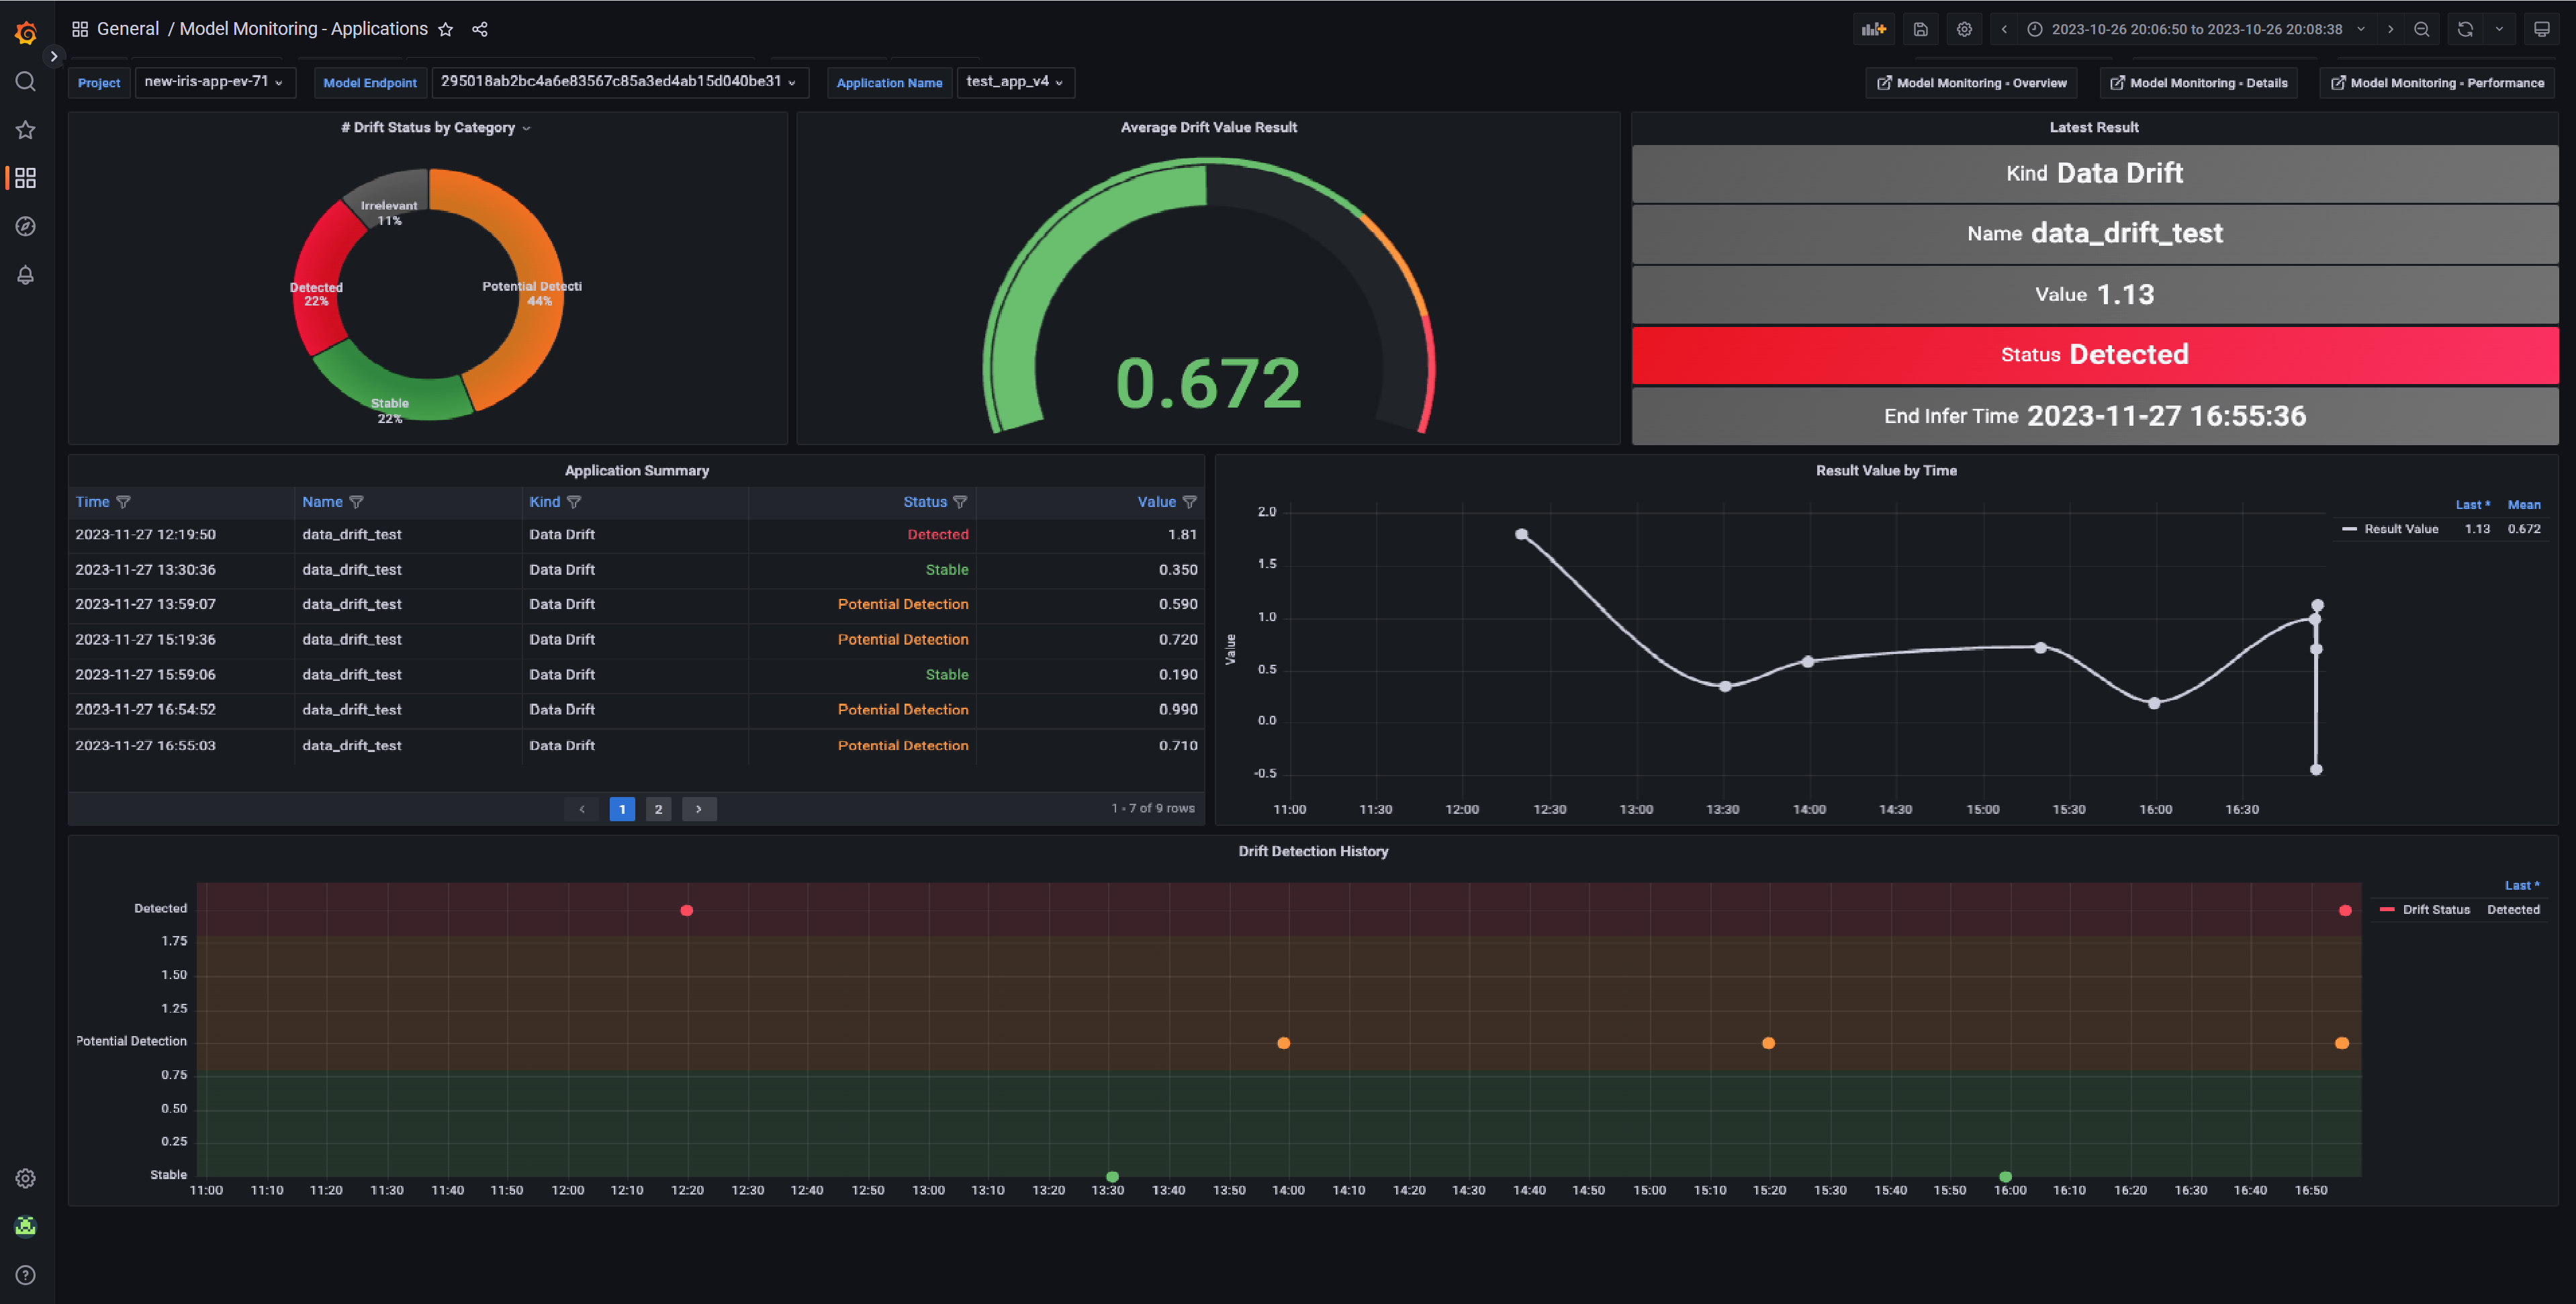 General / Model Monitoring - Applications
2023-10-26 20:06:50 to 2023-10-26 20:08:38
Project new-iris-app-ev-71 Model Endpoint 295018ab2bc4a6e83567c85a3ed4ab15d040be31 Application Name test_app_v4
Model Monitoring - Overview Model Monitoring - Details Model Monitoring - Performance
# Drift Status by Category
Irrelevant
11%
Detected
22%
Potential Detecti
44%
Stable
22%
Average Drift Value Result
0.672
Latest Result
Kind Data Drift
Name data_drift_test
Value 1.13
Status Detected
End Infer Time 2023-11-27 16:55:36
Application Summary
Time Name Kind Status Value
2023-11-27 12:19:50 data_drift_test Data Drift Detected 1.81
2023-11-27 13:30:36 data_drift_test Data Drift Stable 0.350
2023-11-27 13:59:07 data_drift_test Data Drift Potential Detection 0.590
2023-11-27 15:19:36 data_drift_test Data Drift Potential Detection 0.720
2023-11-27 15:59:06 data_drift_test Data Drift Stable 0.190
2023-11-27 16:54:52 data_drift_test Data Drift Potential Detection 0.990
2023-11-27 16:55:03 data_drift_test Data Drift Potential Detection 0.710
1 2
1 - 7 of 9 rows
Result Value by Time
Value
2.0
1.5
1.0
0.5
0.0
-0.5
11:00 11:30 12:00 12:30 13:00 13:30 14:00 14:30 15:00 15:30 16:00 16:30
Last * Mean
Result Value 1.13 0.672
Drift Detection History
Detected
1.75
1.50
1.25
Potential Detection
0.75
0.50
0.25
Stable
11:00 11:10 11:20 11:30 11:40 11:50 12:00 12:10 12:20 12:30 12:40 12:50 13:00 13:10 13:20 13:30 13:40 13:50 14:00 14:10 14:20 14:30 14:40 14:50 15:00 15:10 15:20 15:30 15:40 15:50 16:00 16:10 16:20 16:30 16:40 16:50
Last *
Drift Status Detected